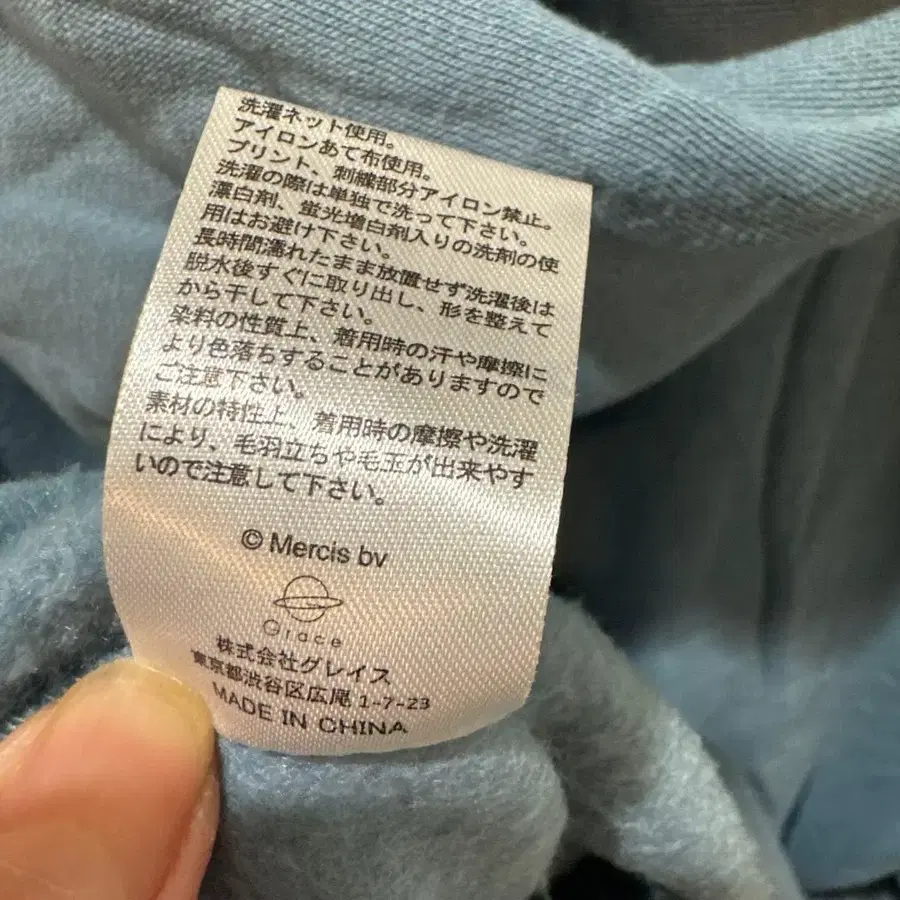 洗濯ネット使用。
アイロンあて布使用。
プリント、刺繍部分アイロン禁止。
洗濯の際は単独で洗って下さい。
漂白剤、蛍光増白剤入りの洗剤の使
用はお避け下さい。
長時間濡れたまま放置せず洗濯後は
脱水後すぐに取り出し、形を整えて
から干して下さい。
染料の性質上、着用時の汗や摩擦に
より色落ちすることがありますので
ご注意下さい。
素材の特性上、着用時の摩擦や洗濯
により、毛羽立ちや毛玉が出来やす
いので注意して下さい。
© Mercis bv
Grace
株式会社グレイス
東京都渋谷区広尾 1-7-23
MADE IN CHINA